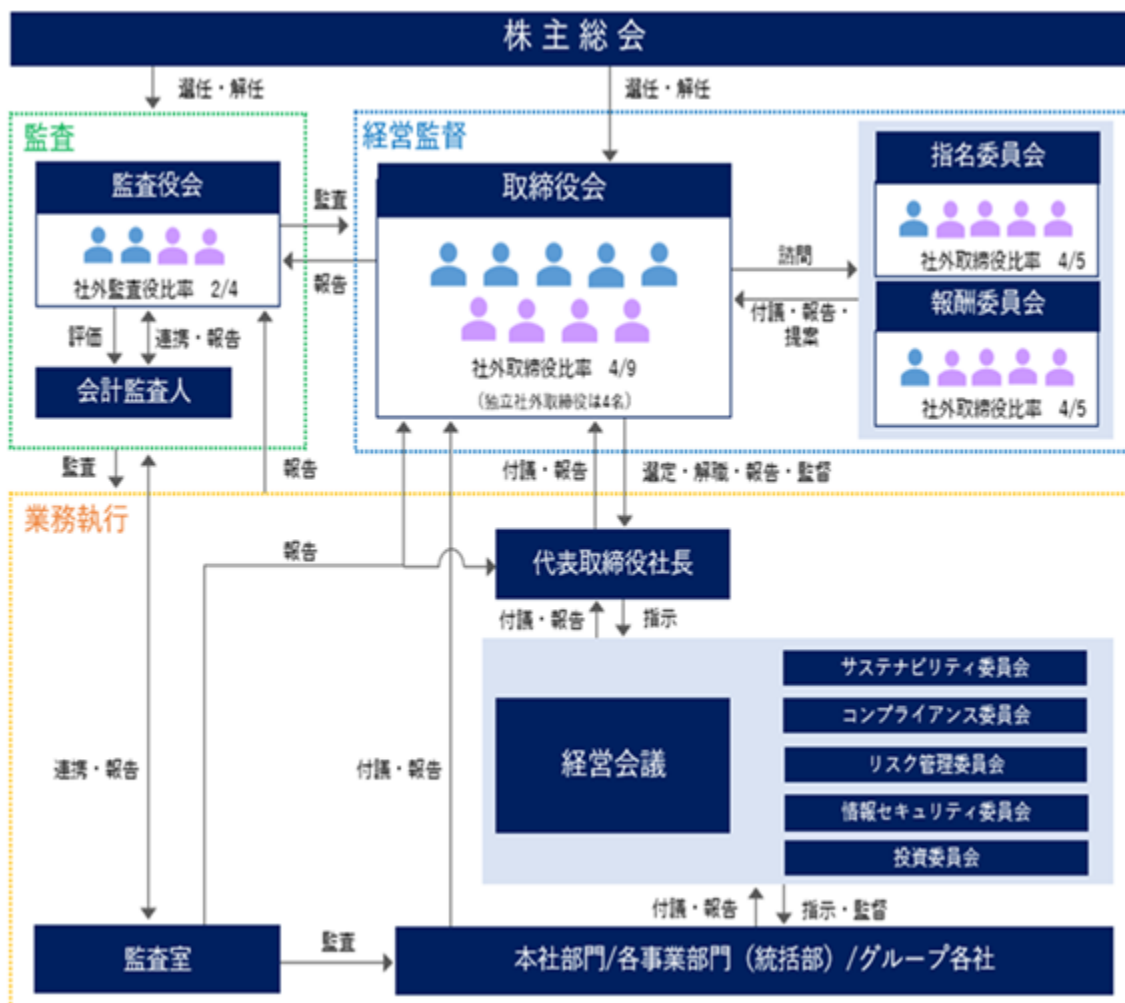 株主総会
選任・解任
選任・解任
監査
経営監督
監査役会
社外監査役比率 2/4
監査
報告
評価
連携・報告
会計監査人
取締役会
社外取締役比率 4/9
(独立社外取締役は4名)
諮問
付議・報告・
提案
指名委員会
社外取締役比率 4/5
報酬委員会
社外取締役比率 4/5
監査
報告
付議・報告
選定・解職・報告・監督
業務執行
報告
代表取締役社長
付議・報告
指示
経営会議
サステナビリティ委員会
コンプライアンス委員会
リスク管理委員会
情報セキュリティ委員会
投資委員会
連携・報告
付議・報告
付議・報告
指示・監督
監査室
監査
本社部門/各事業部門（統括部）/グループ各社